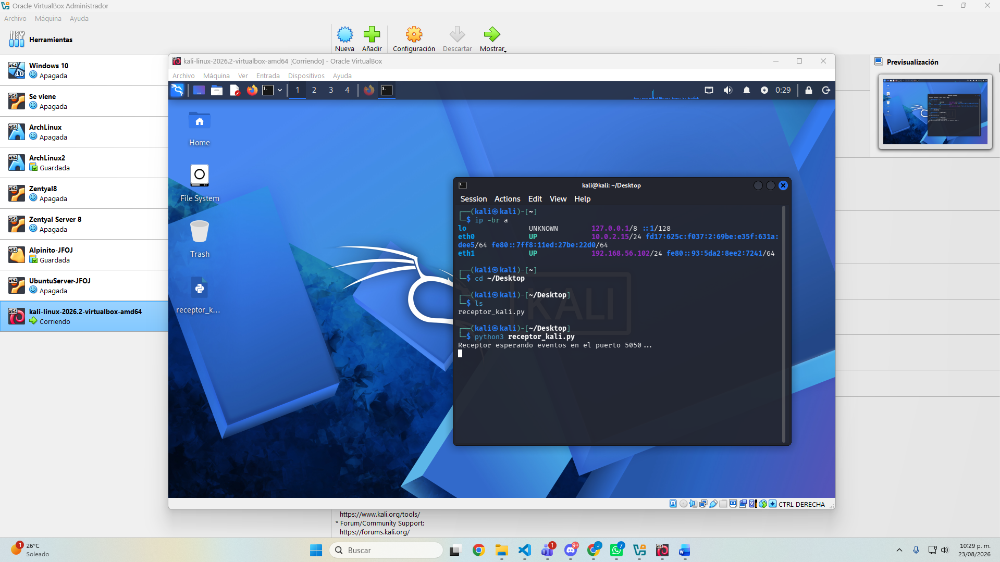 Oracle VirtualBox Administrador
Archivo Máquina Ayuda
Herramientas
Nueva Añadir Configuración Descartar Mostrar
Windows 10
Apagada
Se viene
Apagada
ArchLinux
Apagada
ArchLinux2
Guardada
Zentyal8
Apagada
Zentyal Server 8
Apagada
Alpinito-JFOJ
Guardada
UbuntuServer-JFOJ
Apagada
kali-linux-2026.2-virtualbox-amd64
Corriendo
kali-linux-2026.2-virtualbox-amd64 [Corriendo] - Oracle VirtualBox
Archivo Máquina Ver Entrada Dispositivos Ayuda
1 2 3 4 0:29
Home
File System
Trash
receptor_k...
kali@kali: ~/Desktop
Session Actions Edit View Help
┌──(kali㉿kali)-[~]
└─$ ip -br a
lo UNKNOWN 127.0.0.1/8 ::1/128
eth0 UP 10.0.2.15/24 fd17:625c:f037:2:69be:e35f:631a:
dee5/64 fe80::7ff8:11ed:27be:22d0/64
eth1 UP 192.168.56.102/24 fe80::93:5da2:8ee2:7241/64
┌──(kali㉿kali)-[~]
└─$ cd ~/Desktop
┌──(kali㉿kali)-[~/Desktop]
└─$ ls
receptor_kali.py
┌──(kali㉿kali)-[~/Desktop]
└─$ python3 receptor_kali.py
Receptor esperando eventos en el puerto 5050...
KALI
CTRL DERECHA
Previsualización
https://www.kali.org/tools/
* Forum/Community Support:
https://forums.kali.org/
1
26°C
Soleado
Buscar
1
9+
J
7
10:29 p. m.
23/08/2026